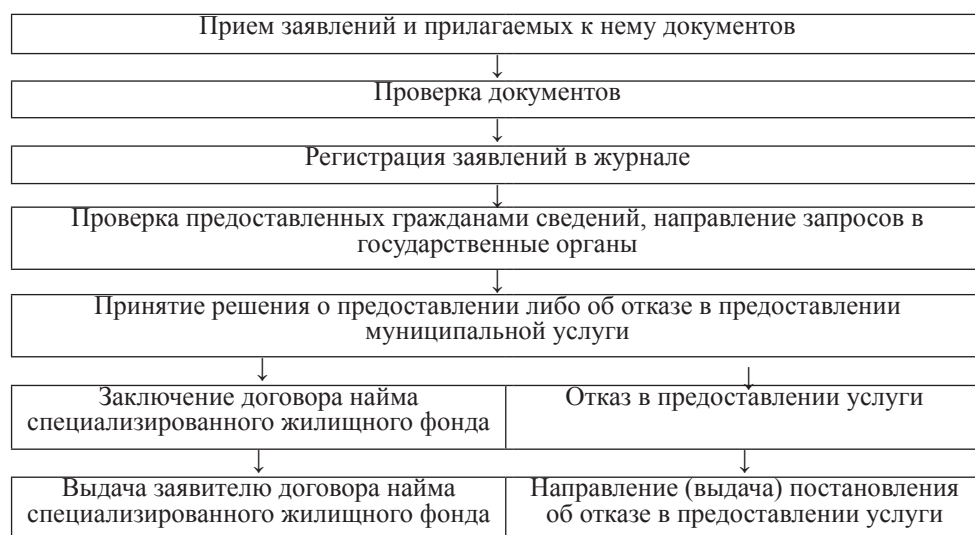 Прием заявлений и прилагаемых к нему документов
Проверка документов
Регистрация заявлений в журнале
Проверка предоставленных гражданами сведений, направление запросов в
государственные органы
Принятие решения о предоставлении либо об отказе в предоставлении
муниципальной услуги
Заключение договора найма
специализированного жилищного фонда
Отказ в предоставлении услуги
Выдача заявителю договора найма
специализированного жилищного фонда
Направление (выдача) постановления
об отказе в предоставлении услуги